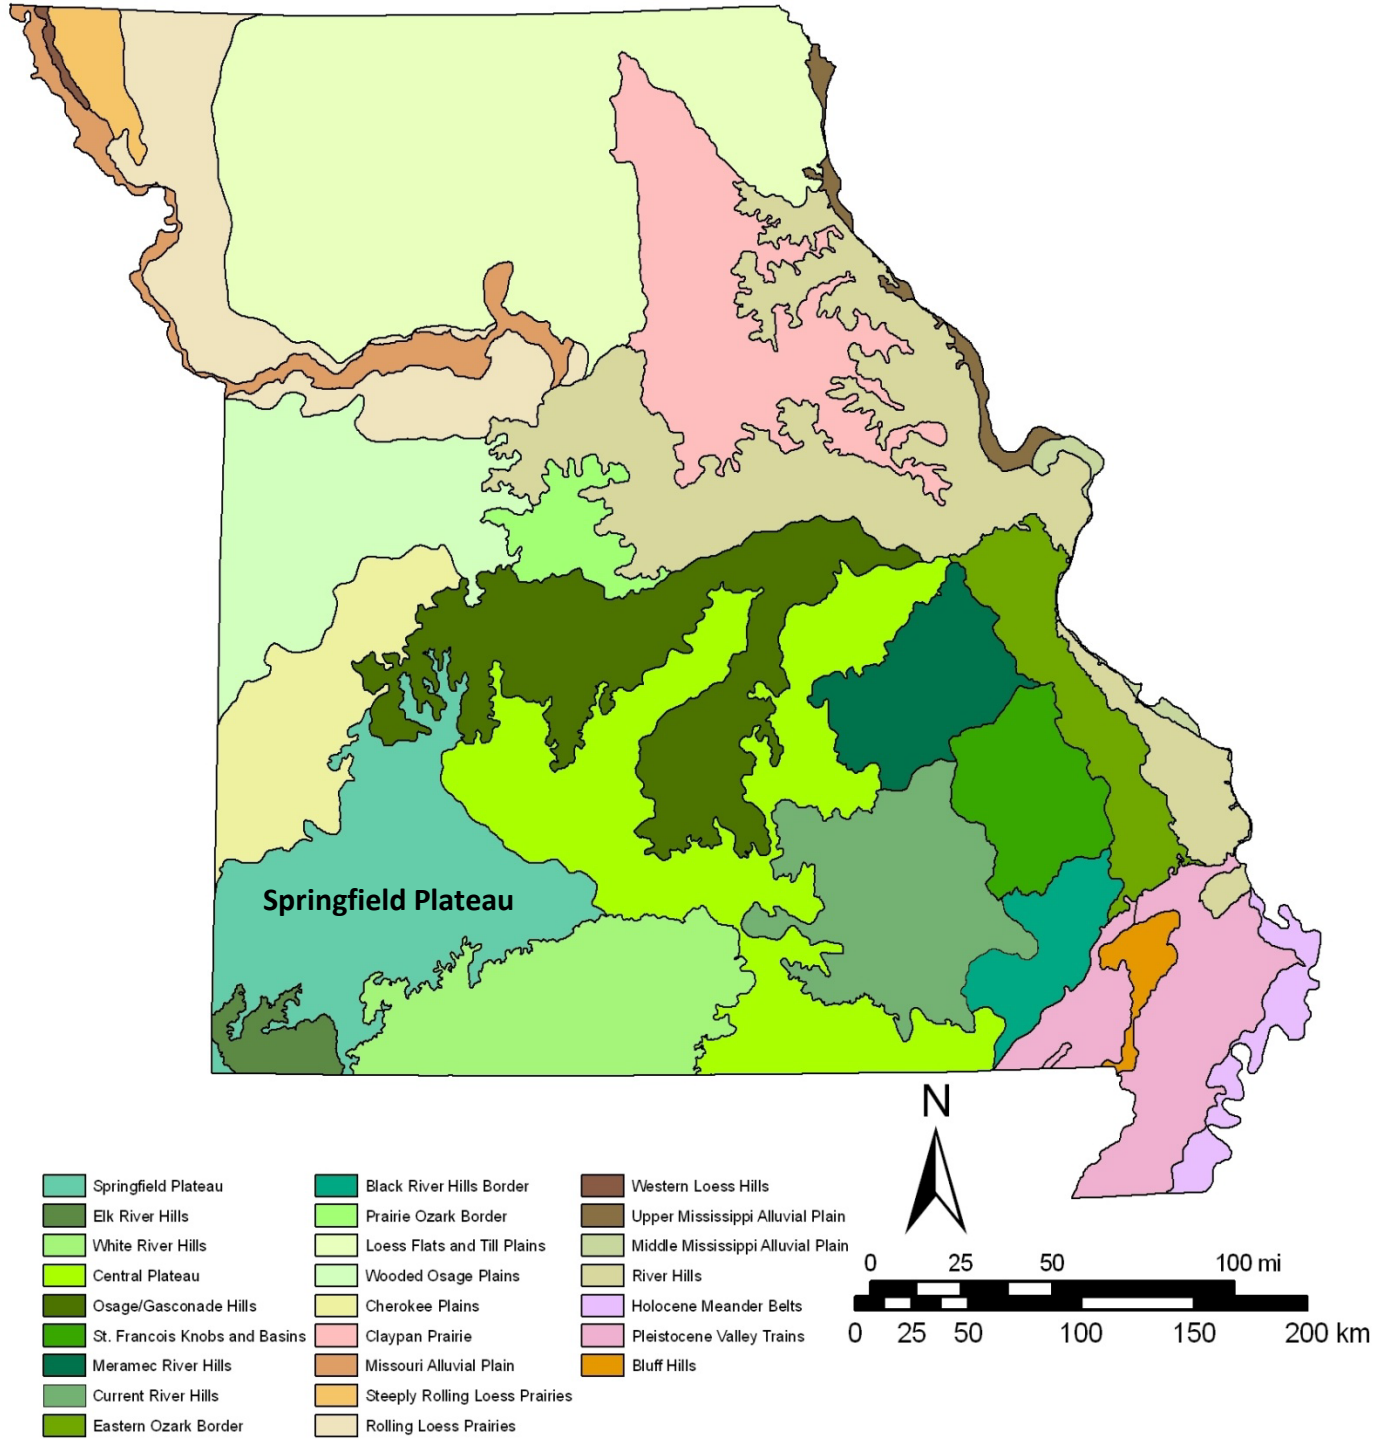 Springfield Plateau
N
Springfield Plateau
Elk River Hills
White River Hills
Central Plateau
Osage/Gasconade Hills
St. Francois Knobs and Basins
Meramec River Hills
Current River Hills
Eastern Ozark Border
Black River Hills Border
Prairie Ozark Border
Loess Flats and Till Plains
Wooded Osage Plains
Cherokee Plains
Claypan Prairie
Missouri Alluvial Plain
Steeply Rolling Loess Prairies
Rolling Loess Prairies
Western Loess Hills
Upper Mississippi Alluvial Plain
Middle Mississippi Alluvial Plain
River Hills
Holocene Meander Belts
Pleistocene Valley Trains
Bluff Hills
0 25 50 100 mi
0 25 50 100 150 200 km